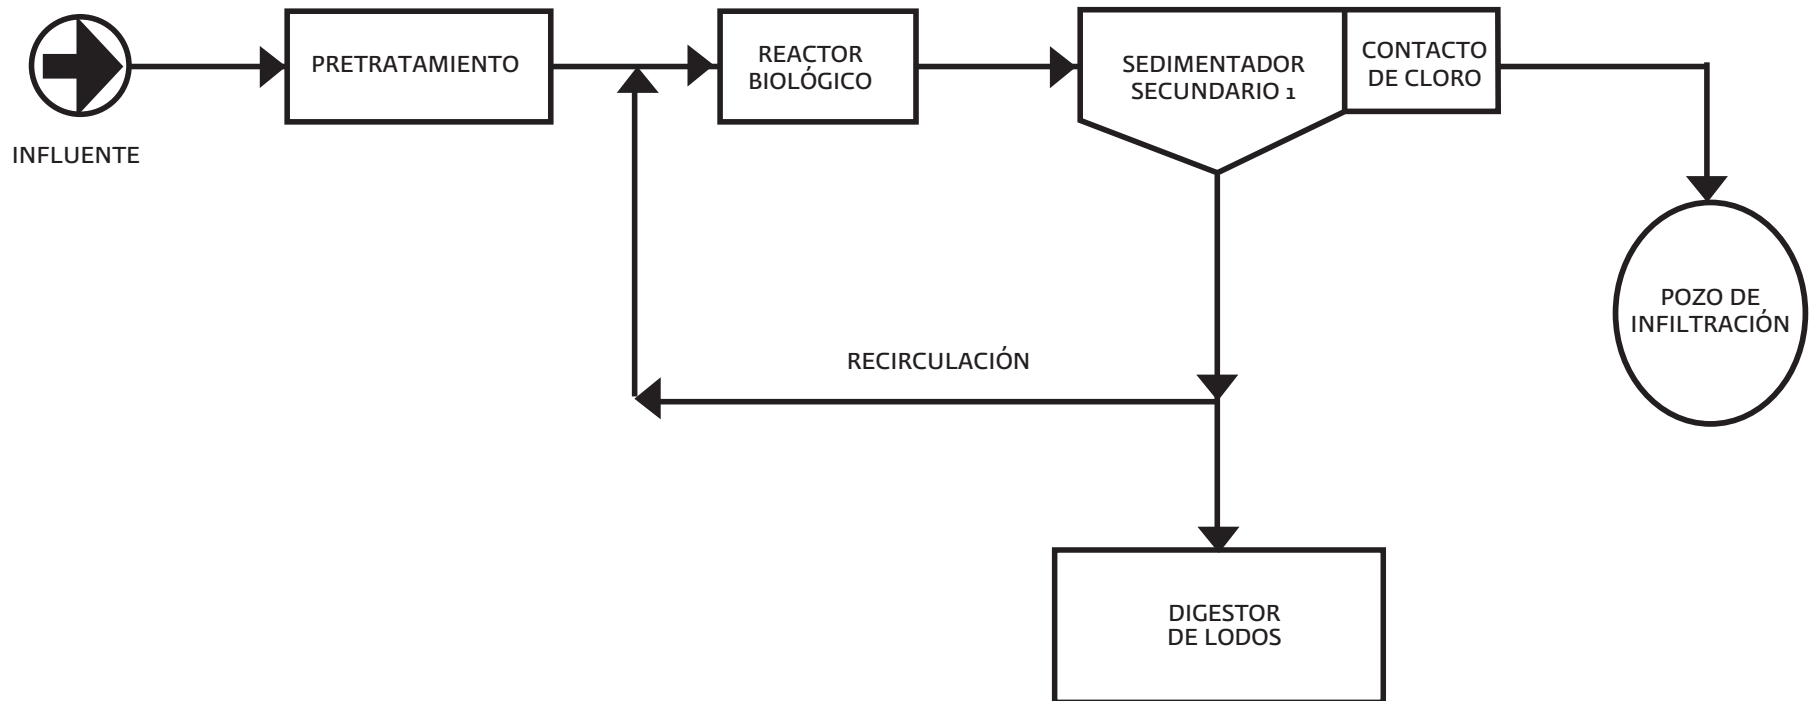 INFLUENTE
PRETRATAMIENTO
REACTOR
BIOLÓGICO
SEDIMENTADOR
SECUNDARIO 1
CONTACTO
DE CLORO
POZO DE
INFILTRACIÓN
RECIRCULACIÓN
DIGESTOR
DE LODOS